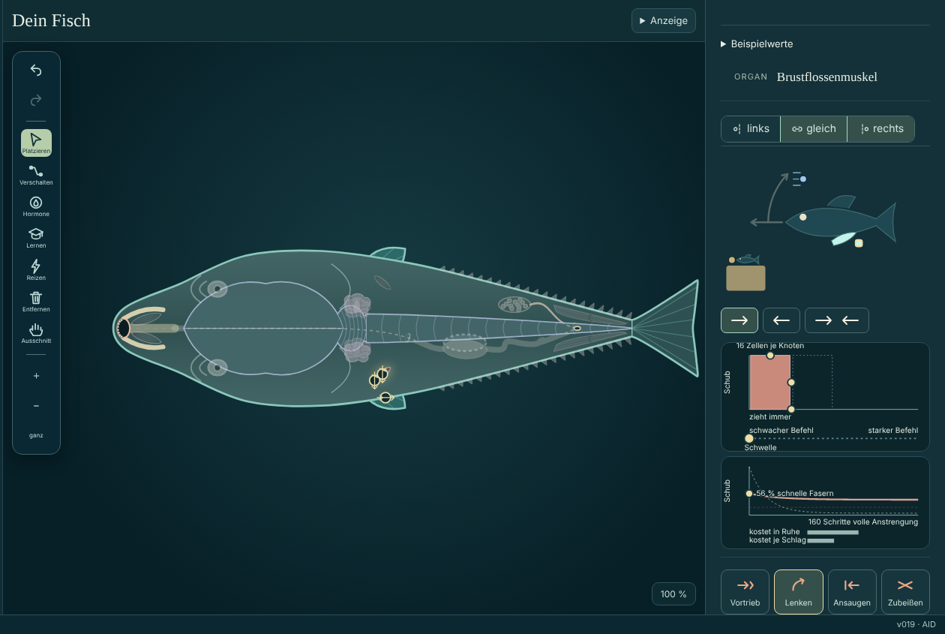 Dein Fisch
Anzeige
Platzieren
Verschalten
Hormone
Lernen
Reizen
Entfernen
Ausschnitt
+
−
ganz
100 %
Beispielwerte
ORGAN Brustflossenmuskel
links gleich rechts
16 Zellen je Knoten
Schub
zieht immer
schwacher Befehl starker Befehl
Schwelle
Schub
56 % schnelle Fasern
160 Schritte volle Anstrengung
kostet in Ruhe
kostet je Schlag
Vortrieb Lenken Ansaugen Zubeißen
v019 · AID